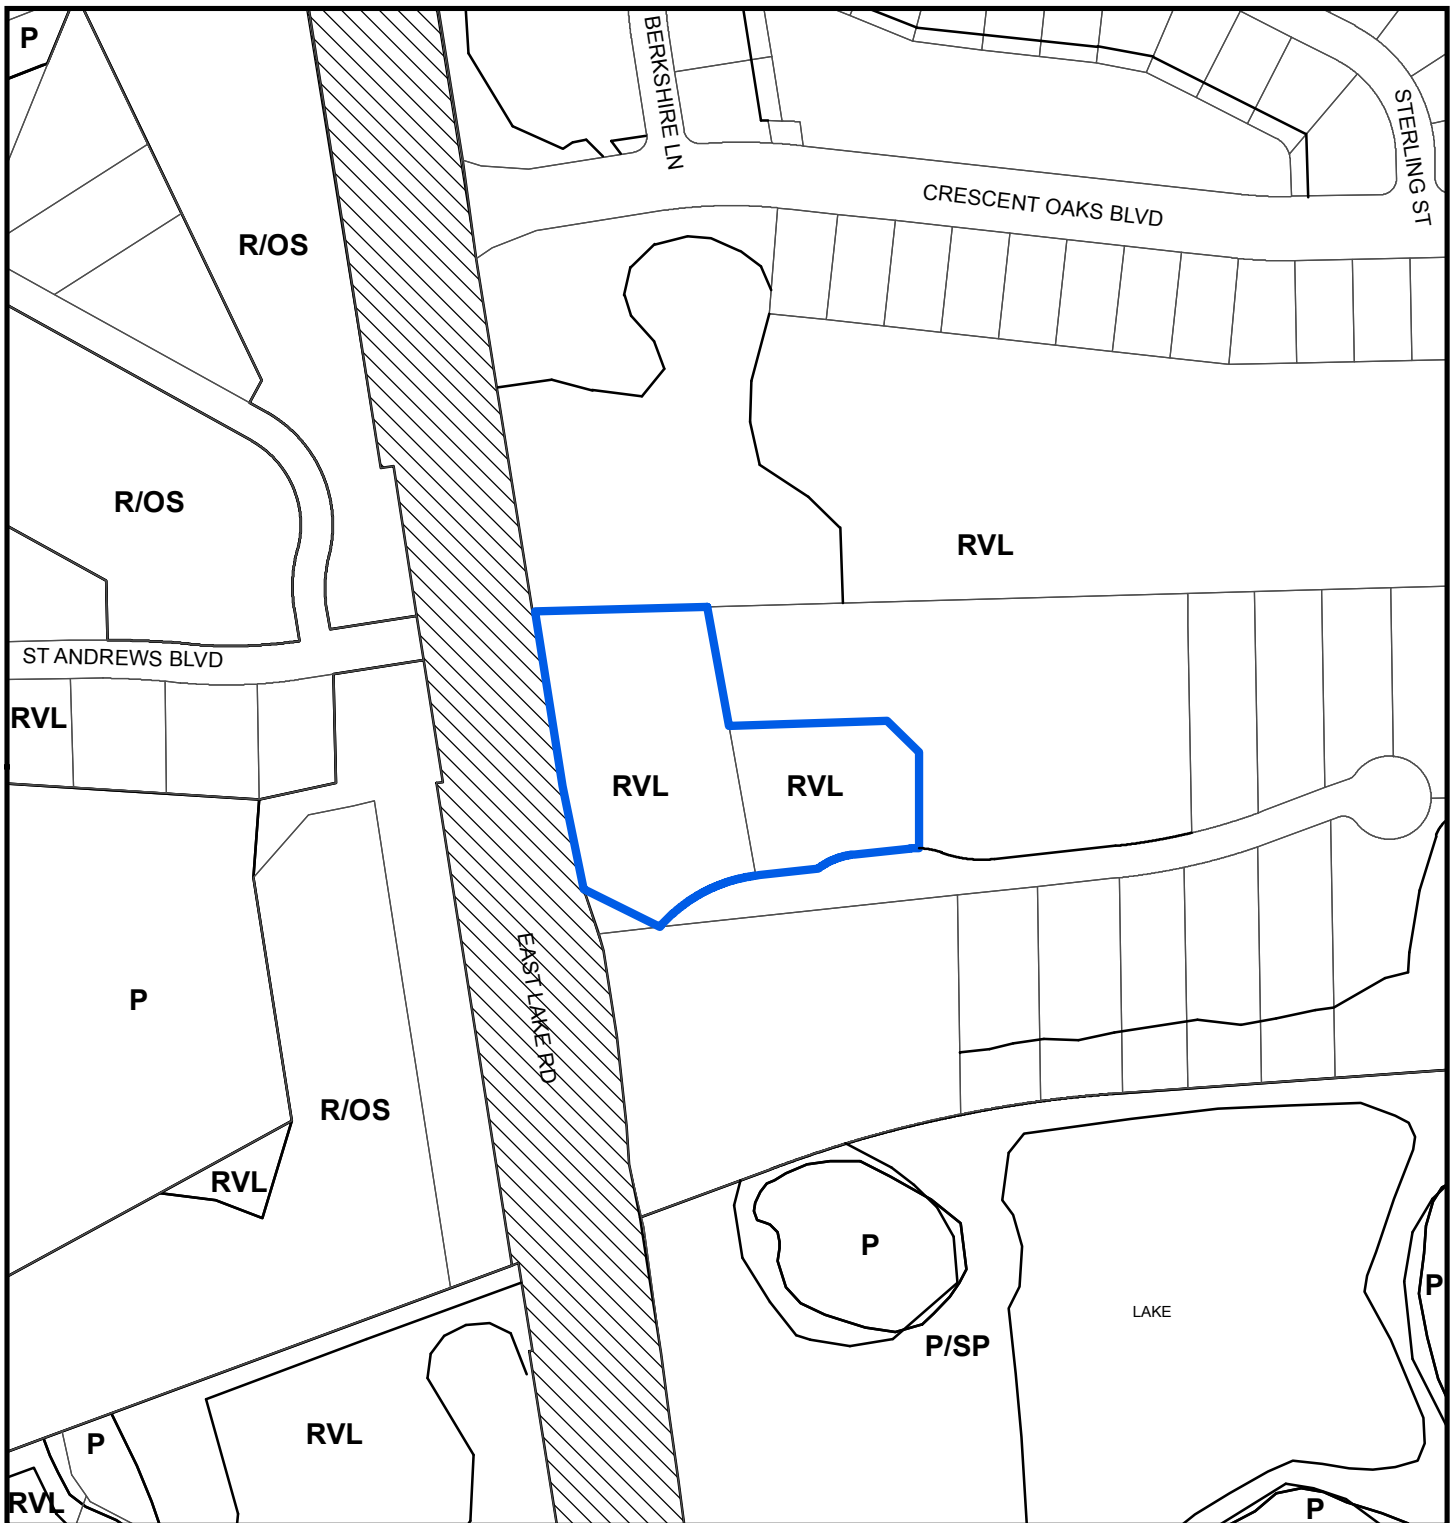 P
BERKSHIRE LN
STERLING ST
CRESCENT OAKS BLVD
R/OS
R/OS
RVL
ST ANDREWS BLVD
RVL
RVL
RVL
EAST LAKE RD
P
R/OS
RVL
P
P
LAKE
P/SP
RVL
P
RVL
P